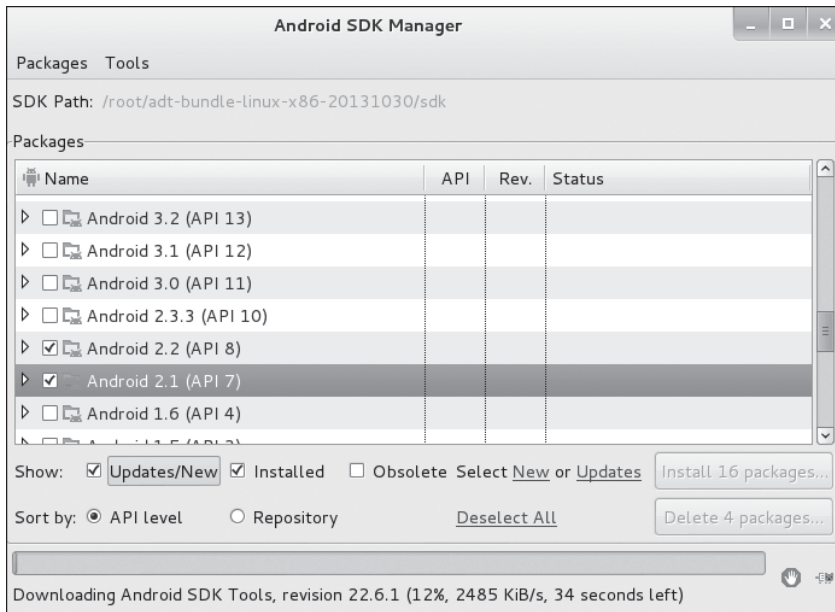 Android SDK Manager
Packages Tools
SDK Path: /root/adt-bundle-linux-x86-20131030/sdk
Packages
Name API Rev. Status
Android 3.2 (API 13)
Android 3.1 (API 12)
Android 3.0 (API 11)
Android 2.3.3 (API 10)
Android 2.2 (API 8)
Android 2.1 (API 7)
Android 1.6 (API 4)
Show: Updates/New Installed Obsolete Select New or Updates Install 16 packages...
Sort by: API level Repository Deselect All Delete 4 packages...
Downloading Android SDK Tools, revision 22.6.1 (12%, 2485 KiB/s, 34 seconds left)